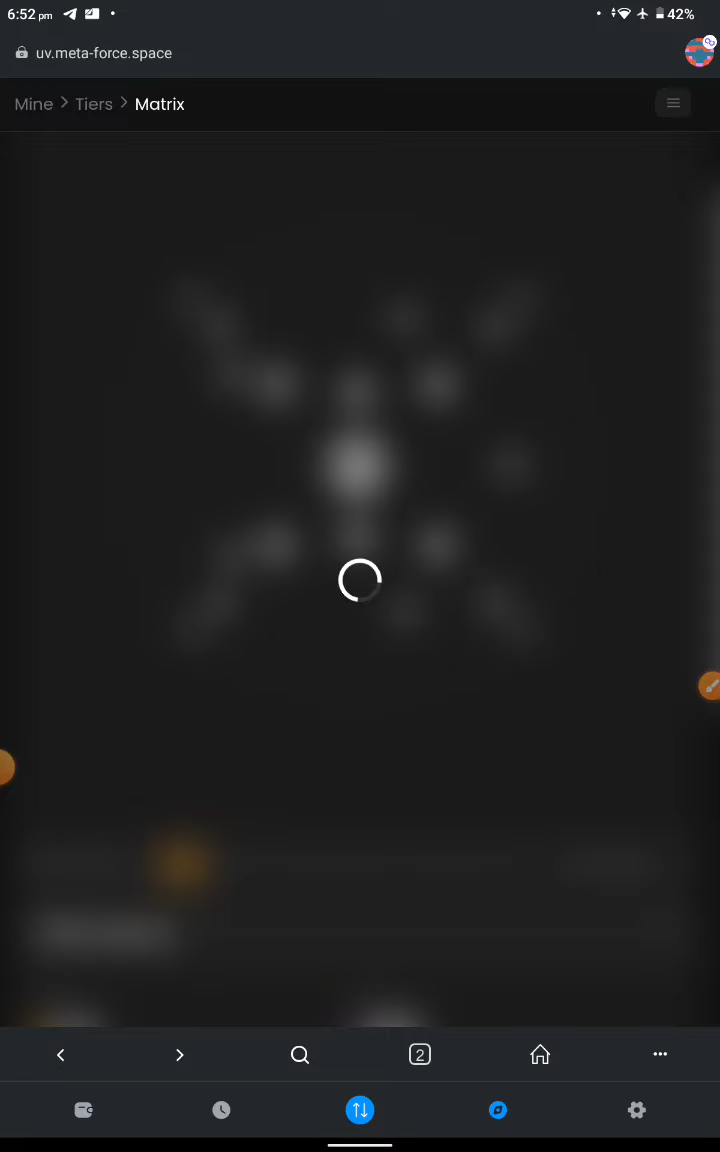 6:52 pm
42%
uv.meta-force.space
Mine > Tiers > Matrix
2